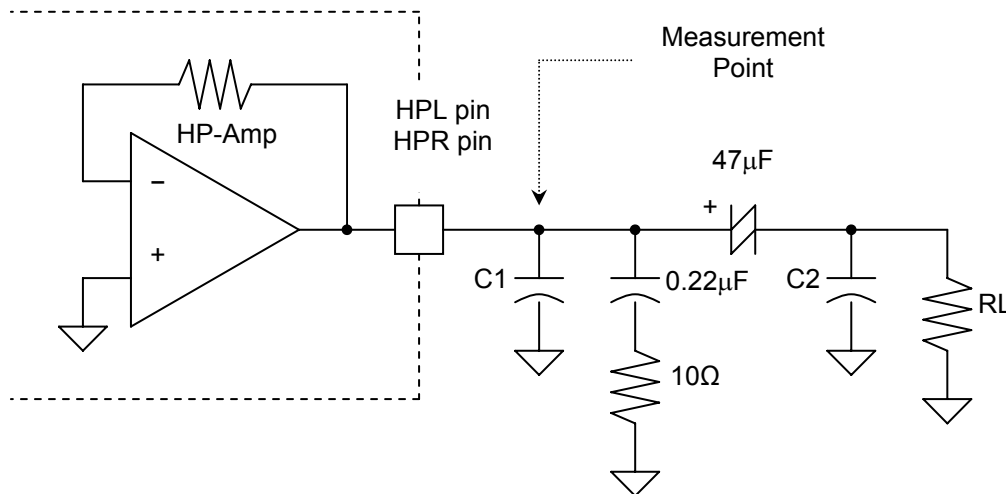 Measurement
Point
HPL pin
HPR pin
HP-Amp
47μF
+
−
+
C1
0.22μF
C2
RL
10Ω